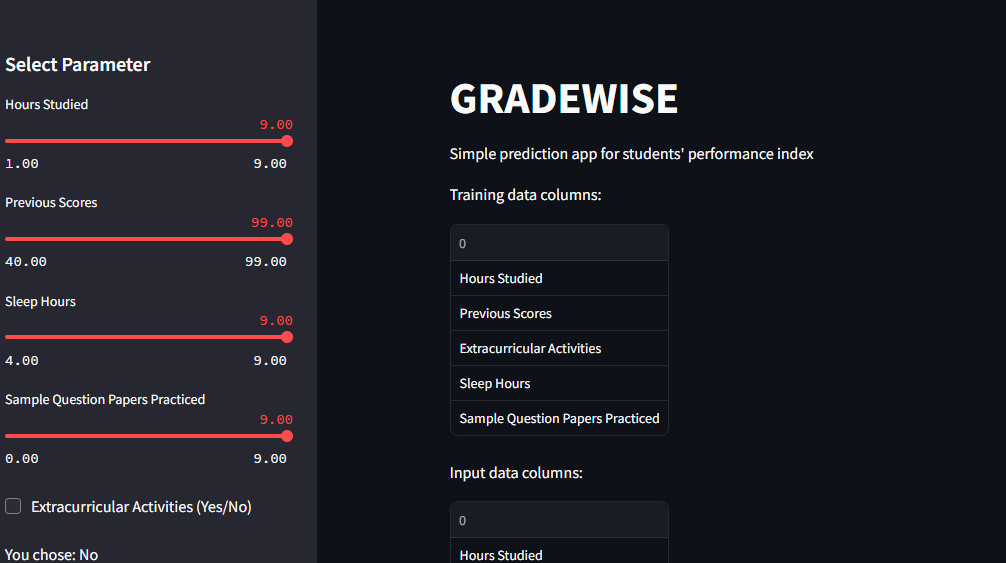 Select Parameter
Hours Studied
9.00
1.00 9.00
Previous Scores
99.00
40.00 99.00
Sleep Hours
9.00
4.00 9.00
Sample Question Papers Practiced
9.00
0.00 9.00
Extracurricular Activities (Yes/No)
You chose: No
GRADEWISE
Simple prediction app for students' performance index
Training data columns:
0
Hours Studied
Previous Scores
Extracurricular Activities
Sleep Hours
Sample Question Papers Practiced
Input data columns:
0
Hours Studied